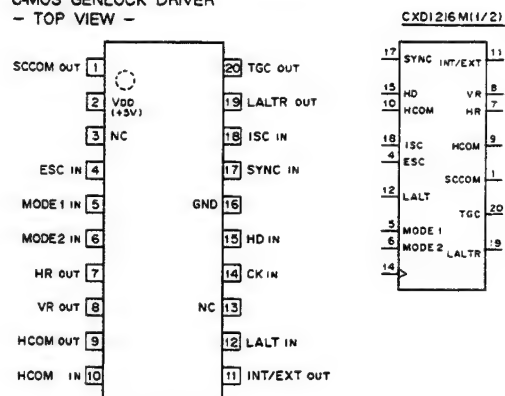 C-MOS GENLOCK DRIVER
- TOP VIEW -
SCCOM OUT 1
2 VDD
(+5V)
3 NC
ESC IN 4
MODE1 IN 5
MODE2 IN 6
HR OUT 7
VR OUT 8
HCOM OUT 9
HCOM IN 10
20 TGC OUT
19 LALTR OUT
18 ISC IN
17 SYNC IN
GND 16
15 HD IN
14 CK IN
NC 13
12 LALT IN
11 INT/EXT OUT
CXD1216M(1/2)
17 SYNC INT/EXT 11
15 HD VR 8
10 HCOM HR 7
18 ISC HCOM 9
4 ESC
SCCOM 1
12 LALT
TGC 20
5 MODE 1
6 MODE 2 LALTR 19
14